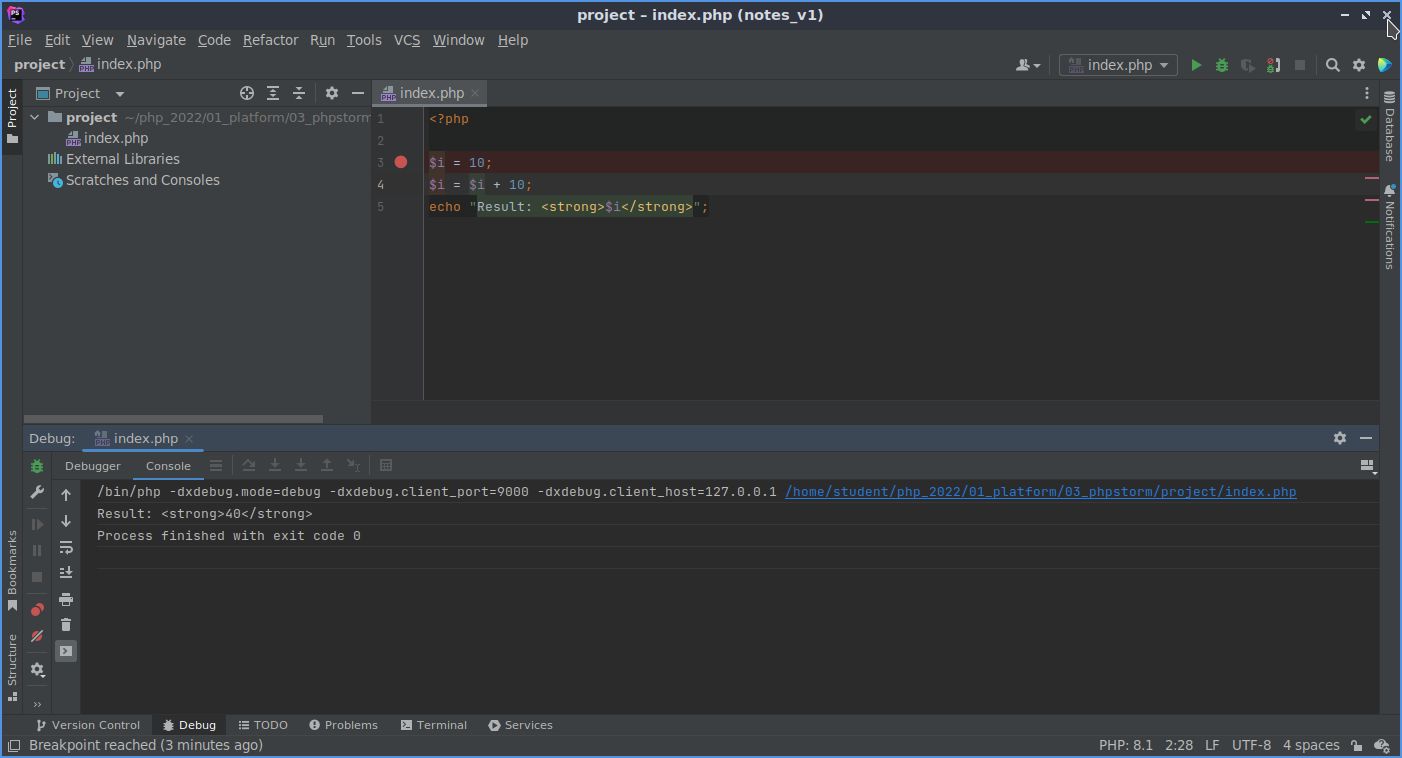 PS
project – index.php (notes_v1)
File Edit View Navigate Code Refactor Run Tools VCS Window Help
project 〉 index.php
index.php
Project
Project
index.php
project ~/php_2022/01_platform/03_phpstorm
index.php
External Libraries
Scratches and Consoles
1 <?php
2
3 $i = 10;
4 $i = $i + 10;
5 echo "Result: <strong>$i</strong>";
Database
Notifications
Debug: index.php
Debugger Console
/bin/php -dxdebug.mode=debug -dxdebug.client_port=9000 -dxdebug.client_host=127.0.0.1 /home/student/php_2022/01_platform/03_phpstorm/project/index.php
Result: <strong>40</strong>
Process finished with exit code 0
Bookmarks
Structure
Version Control Debug TODO Problems Terminal Services
Breakpoint reached (3 minutes ago) PHP: 8.1 2:28 LF UTF-8 4 spaces